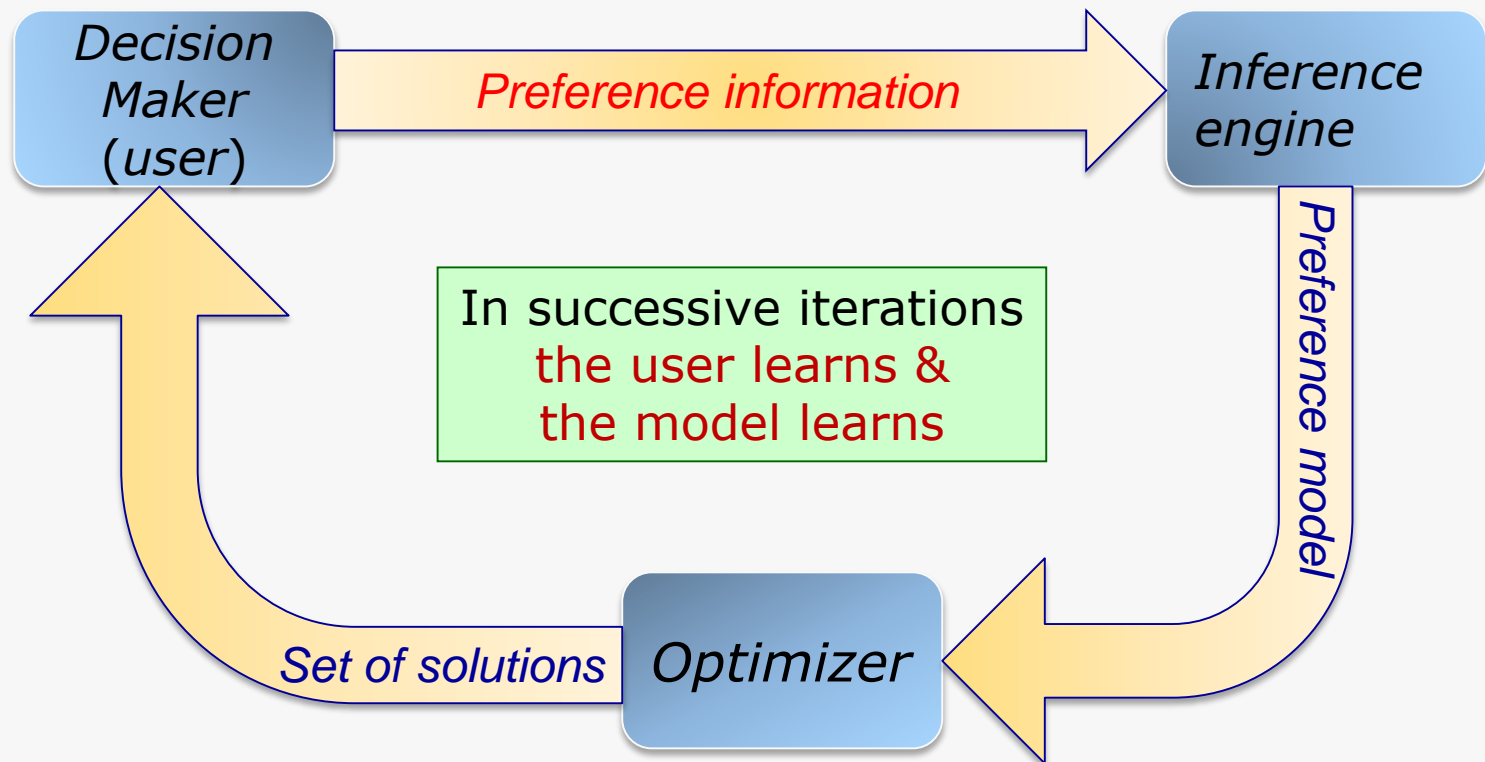 Decision
Maker
(user)
Preference information
Inference
engine
Preference model
In successive iterations
the user learns &
the model learns
Set of solutions
Optimizer